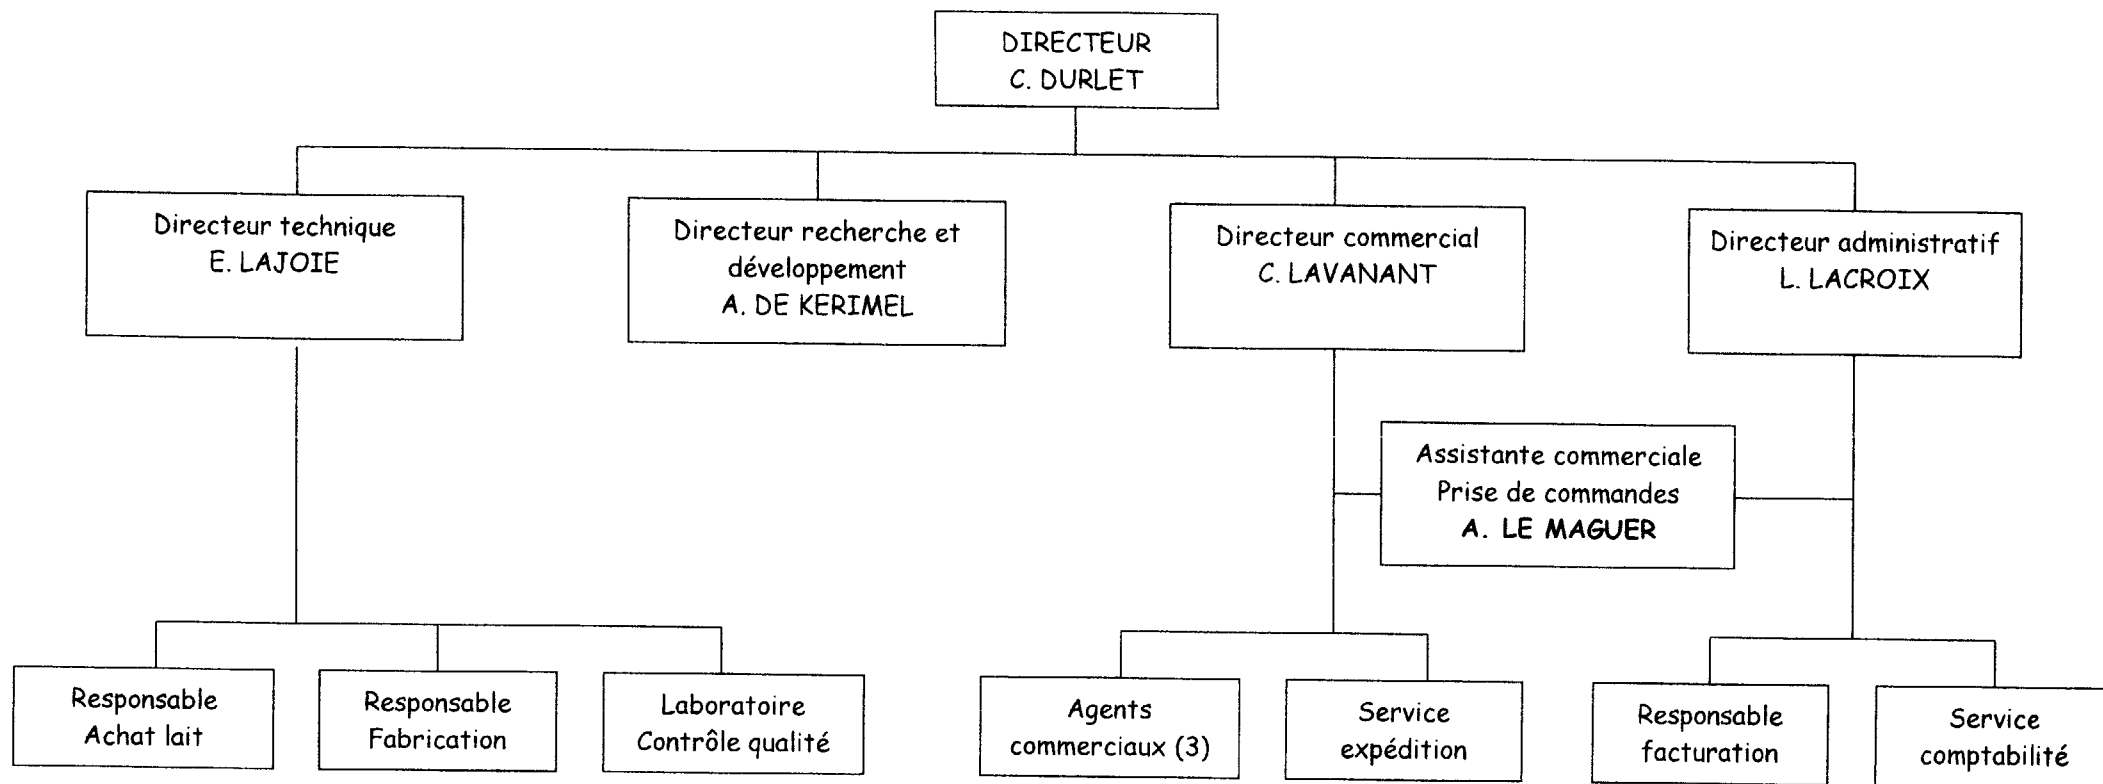 DIRECTEUR
C. DURLET
Directeur technique
E. LAJOIE
Directeur recherche et
développement
A. DE KERIMEL
Directeur commercial
C. LAVANANT
Directeur administratif
L. LACROIX
Assistante commerciale
Prise de commandes
A. LE MAGUER
Responsable
Achat lait
Responsable
Fabrication
Laboratoire
Contrôle qualité
Agents
commerciaux (3)
Service
expédition
Responsable
facturation
Service
comptabilité